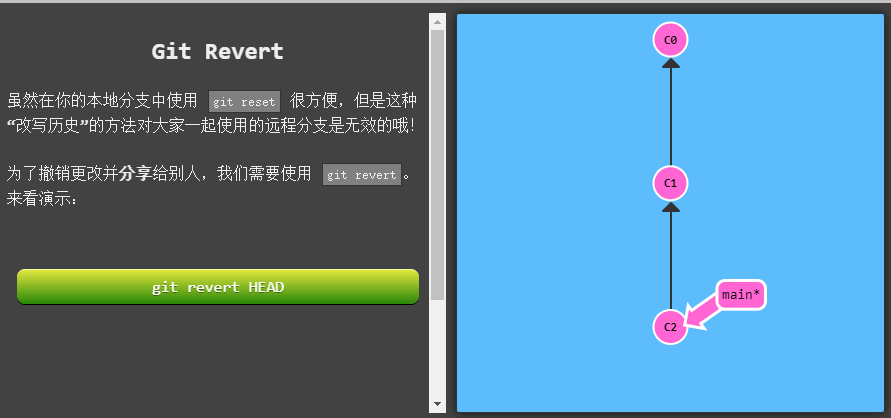 Git Revert
虽然在你的本地分支中使用 git reset 很方便，但是这种
“改写历史”的方法对大家一起使用的远程分支是无效的哦！
为了撤销更改并分享给别人，我们需要使用 git revert。
来看演示：
git revert HEAD
C0
C1
main*
C2